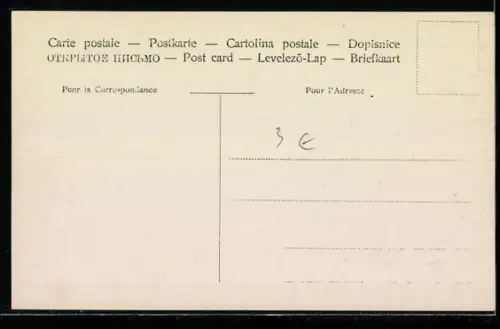 Carte postale — Postkarte — Cartolina postale — Dopisnice
ОТКРЫТОЕ ПИСЬМО — Post card — Levelező-Lap — Briefkaart
Pour la Correspondance
Pour l'Adresse
3 €